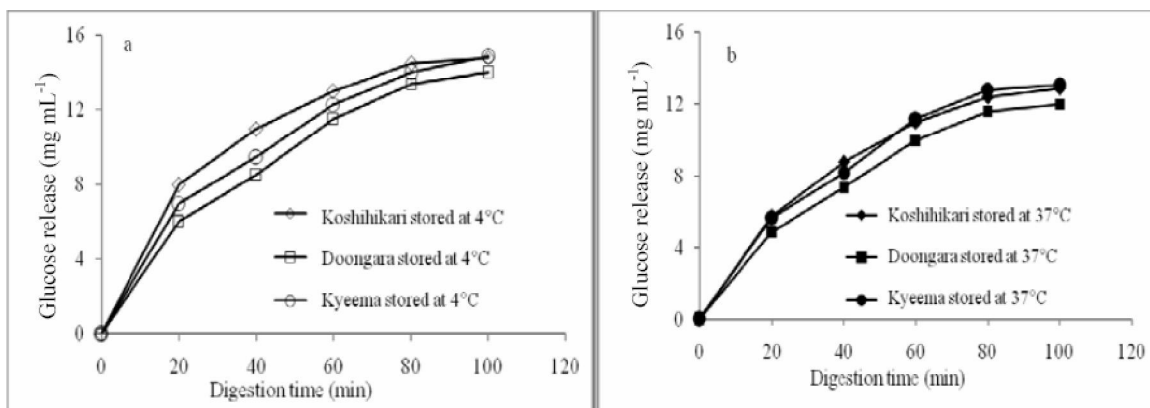 a
16
12
8
4
0
Glucose release (mg mL⁻¹)
Koshihikari stored at 4°C
Doongara stored at 4°C
Kyeema stored at 4°C
0 20 40 60 80 100 120
Digestion time (min)
b
16
12
8
4
0
Glucose release (mg mL⁻¹)
Koshihikari stored at 37°C
Doongara stored at 37°C
Kyeema stored at 37°C
0 20 40 60 80 100 120
Digestion time (min)